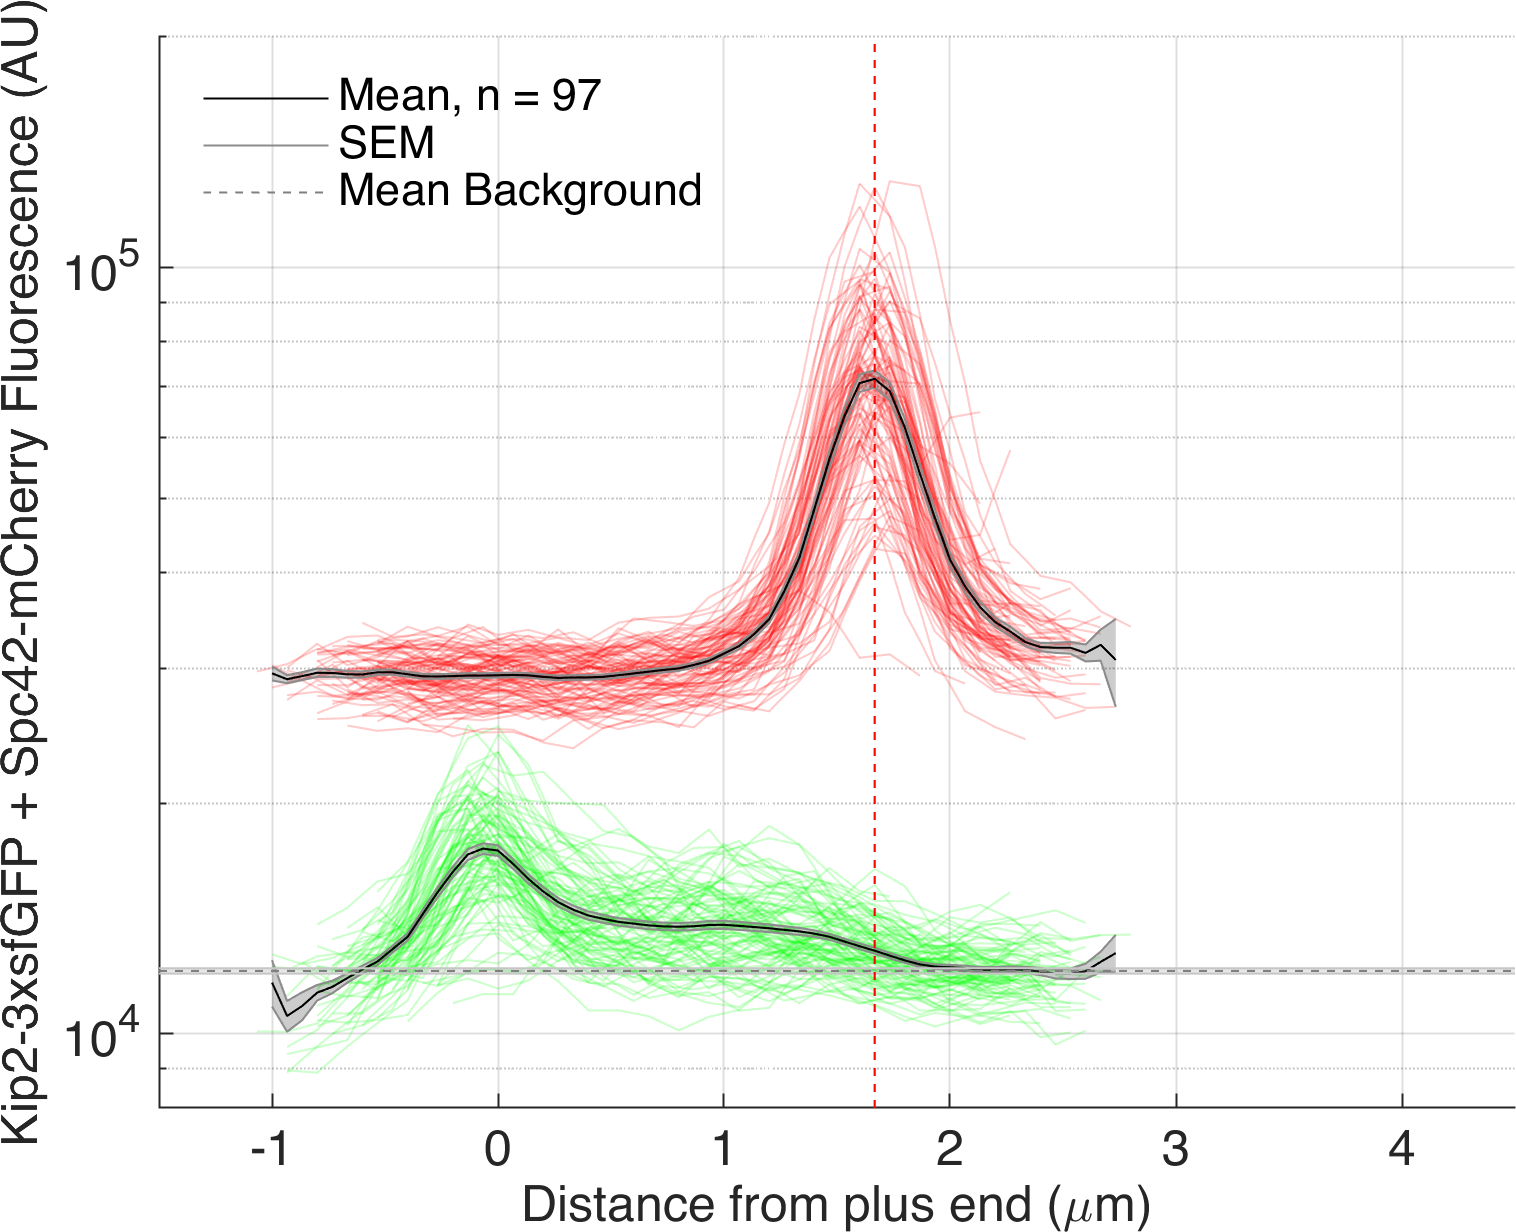 Kip2-3xsfGFP + Spc42-mCherry Fluorescence (AU)
Mean, n = 97
SEM
Mean Background
10^5
10^4
-1 0 1 2 3 4
Distance from plus end (μm)